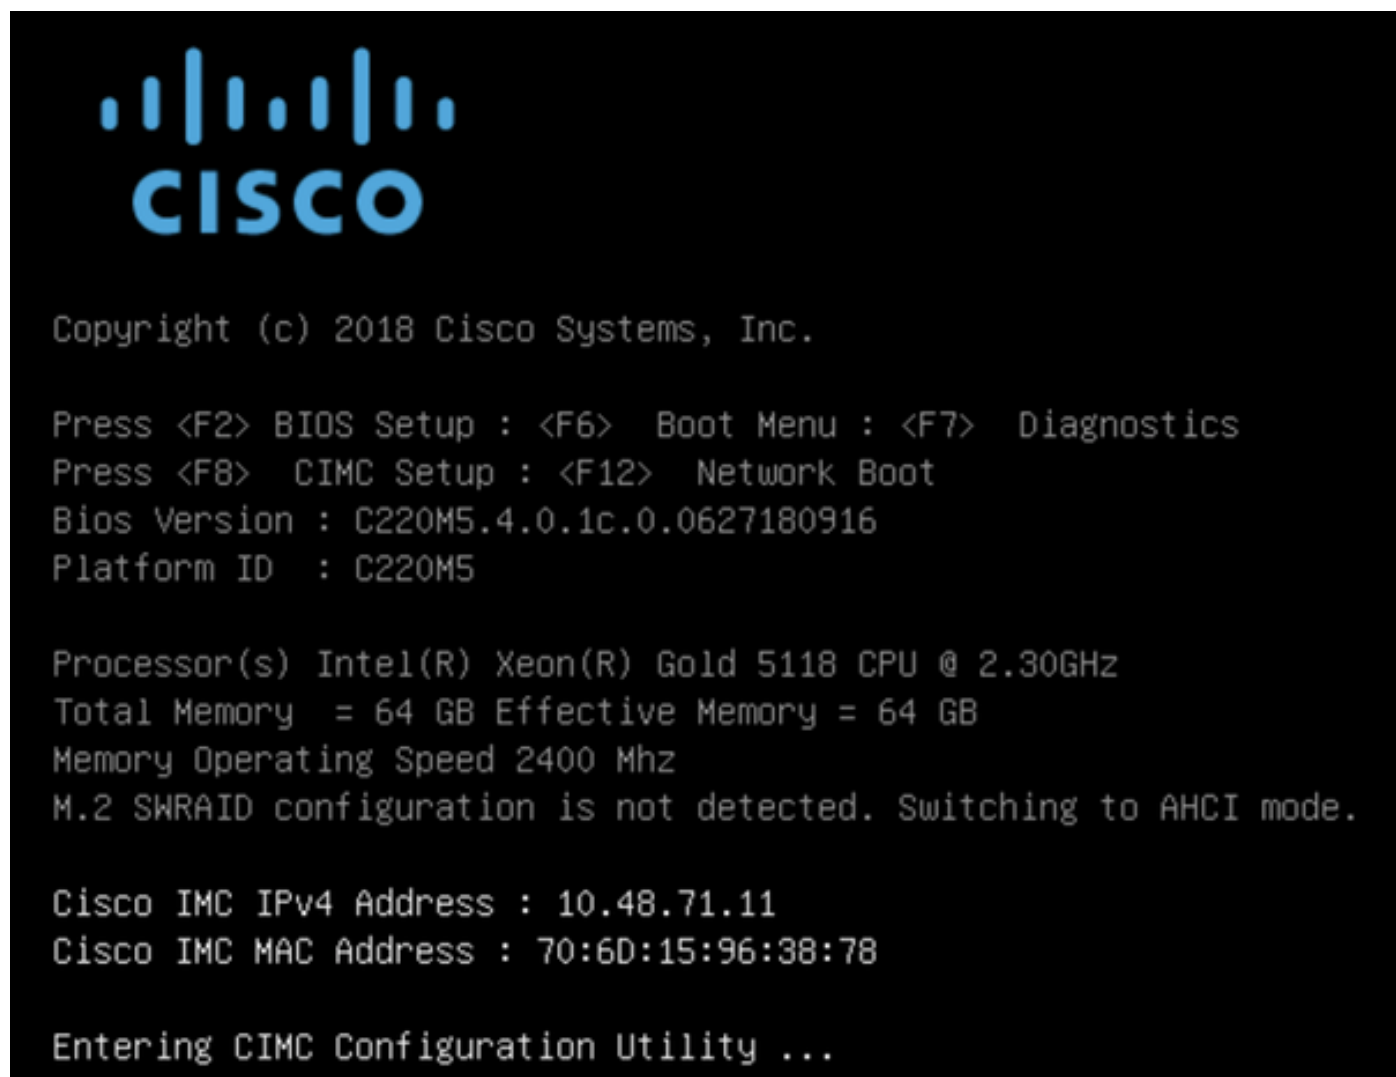 CISCO
Copyright (c) 2018 Cisco Systems, Inc.
Press <F2> BIOS Setup : <F6>  Boot Menu : <F7>  Diagnostics
Press <F8>  CIMC Setup : <F12>  Network Boot
Bios Version : C220M5.4.0.1c.0.0627180916
Platform ID  : C220M5
Processor(s) Intel(R) Xeon(R) Gold 5118 CPU @ 2.30GHz
Total Memory  = 64 GB Effective Memory = 64 GB
Memory Operating Speed 2400 Mhz
M.2 SWRAID configuration is not detected. Switching to AHCI mode.
Cisco IMC IPv4 Address : 10.48.71.11
Cisco IMC MAC Address : 70:6D:15:96:38:78
Entering CIMC Configuration Utility ...